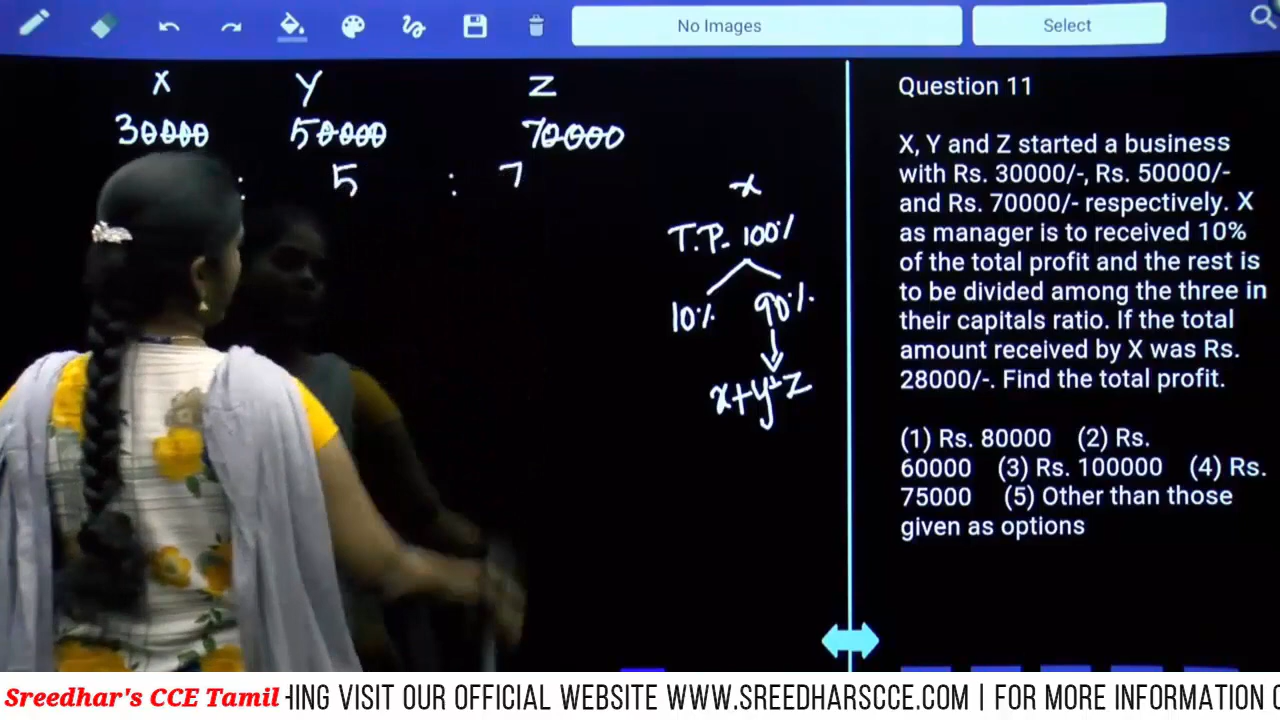 No Images
Select
X Y Z
30000 50000 70000
: 5 : 7
x
T.P. 100%
10% 90%
x+y+z
Question 11
X, Y and Z started a business
with Rs. 30000/-, Rs. 50000/-
and Rs. 70000/- respectively. X
as manager is to received 10%
of the total profit and the rest is
to be divided among the three in
their capitals ratio. If the total
amount received by X was Rs.
28000/-. Find the total profit.
(1) Rs. 80000 (2) Rs.
60000 (3) Rs. 100000 (4) Rs.
75000 (5) Other than those
given as options
Sreedhar's CCE Tamil
HING VISIT OUR OFFICIAL WEBSITE WWW.SREEDHARSCCE.COM | FOR MORE INFORMATION